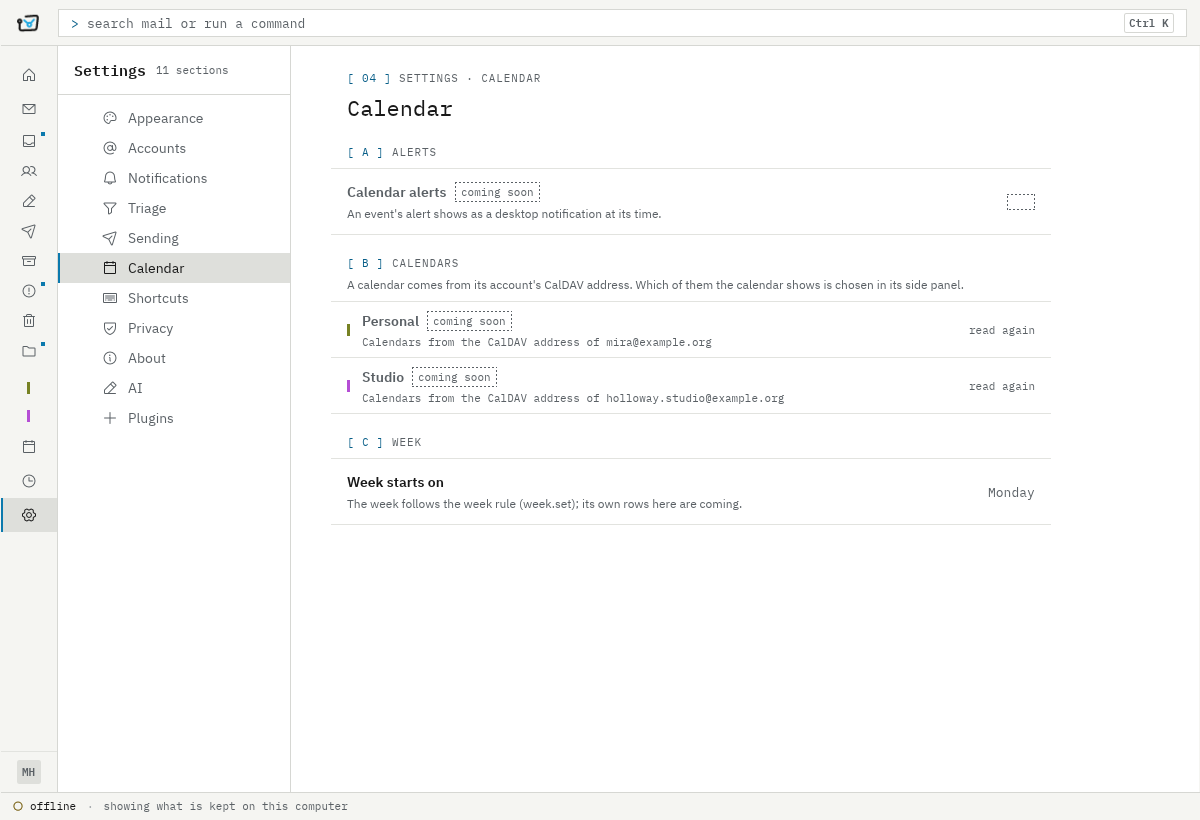 > search mail or run a command
Ctrl K
Settings 11 sections
Appearance
Accounts
Notifications
Triage
Sending
Calendar
Shortcuts
Privacy
About
AI
Plugins
MH
[ 04 ] SETTINGS · CALENDAR
Calendar
[ A ] ALERTS
Calendar alerts coming soon
An event's alert shows as a desktop notification at its time.
[ B ] CALENDARS
A calendar comes from its account's CalDAV address. Which of them the calendar shows is chosen in its side panel.
Personal coming soon
Calendars from the CalDAV address of mira@example.org
read again
Studio coming soon
Calendars from the CalDAV address of holloway.studio@example.org
read again
[ C ] WEEK
Week starts on
The week follows the week rule (week.set); its own rows here are coming.
Monday
offline · showing what is kept on this computer